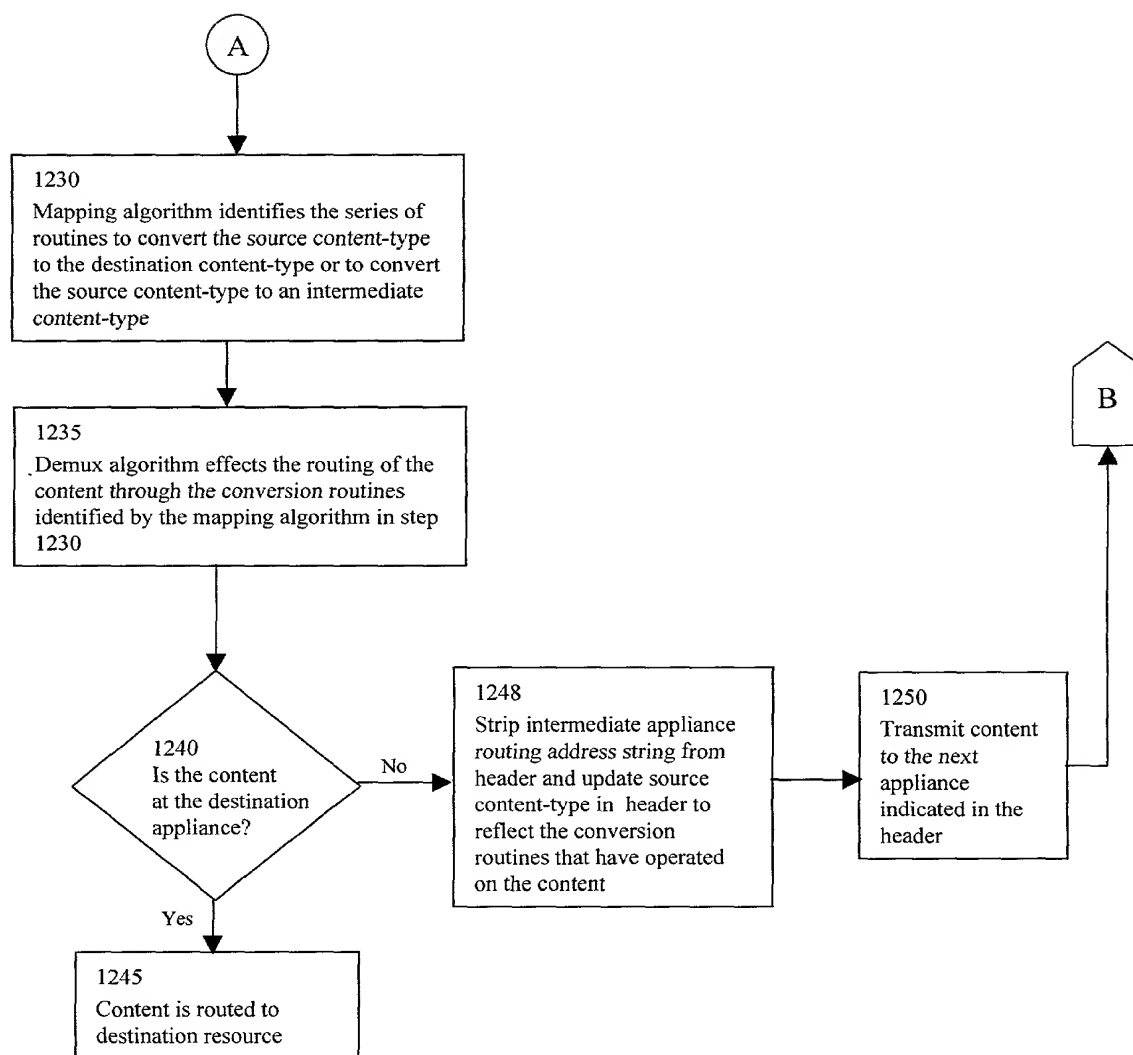 A
1230
Mapping algorithm identifies the series of
routines to convert the source content-type
to the destination content-type or to convert
the source content-type to an intermediate
content-type
B
1235
Demux algorithm effects the routing of the
content through the conversion routines
identified by the mapping algorithm in step
1230
1240
Is the content
at the destination
appliance?
No
Yes
1248
Strip intermediate appliance
routing address string from
header and update source
content-type in header to
reflect the conversion
routines that have operated
on the content
1250
Transmit content
to the next
appliance
indicated in the
header
1245
Content is routed to
destination resource